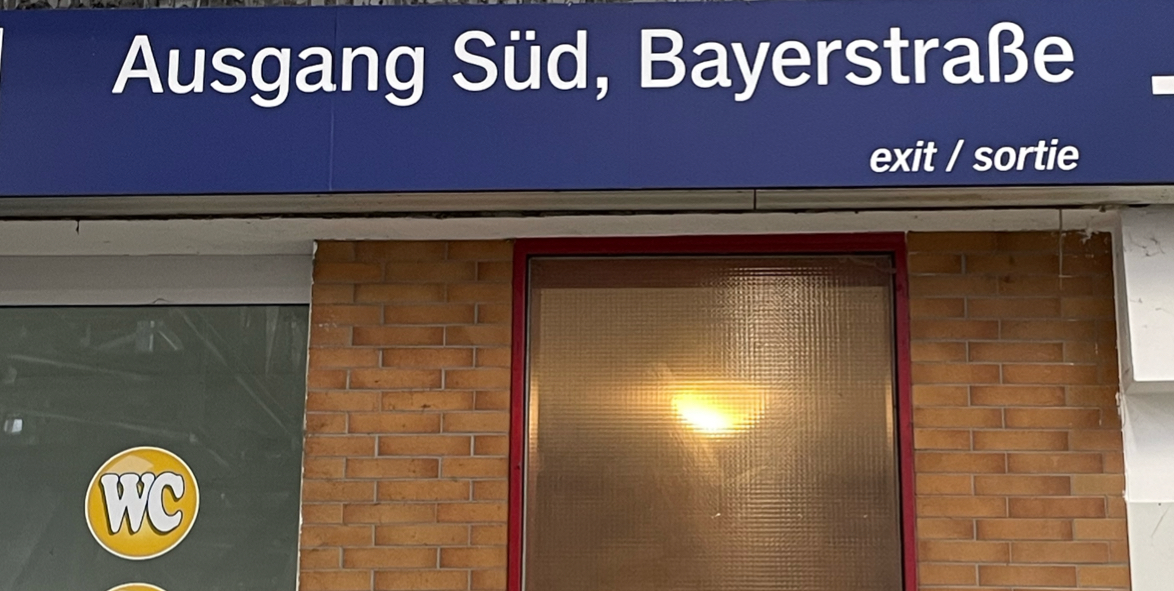 Ausgang Süd, Bayerstraße
exit / sortie
WC